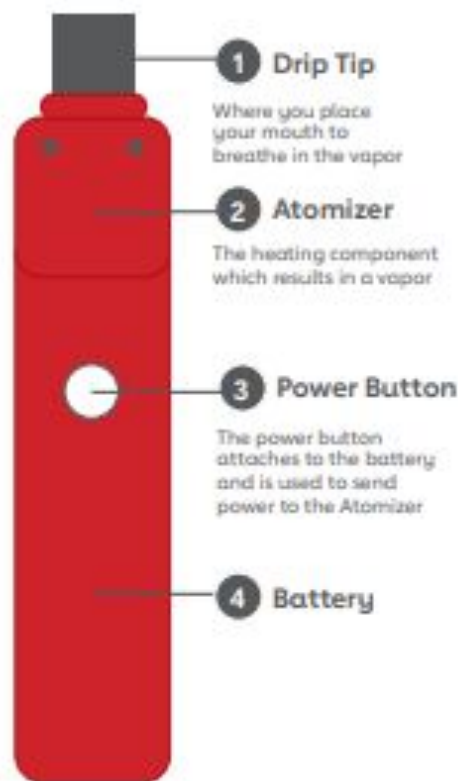 1 Drip Tip
Where you place
your mouth to
breathe in the vapor
2 Atomizer
The heating component
which results in a vapor
3 Power Button
The power button
attaches to the battery
and is used to send
power to the Atomizer
4 Battery